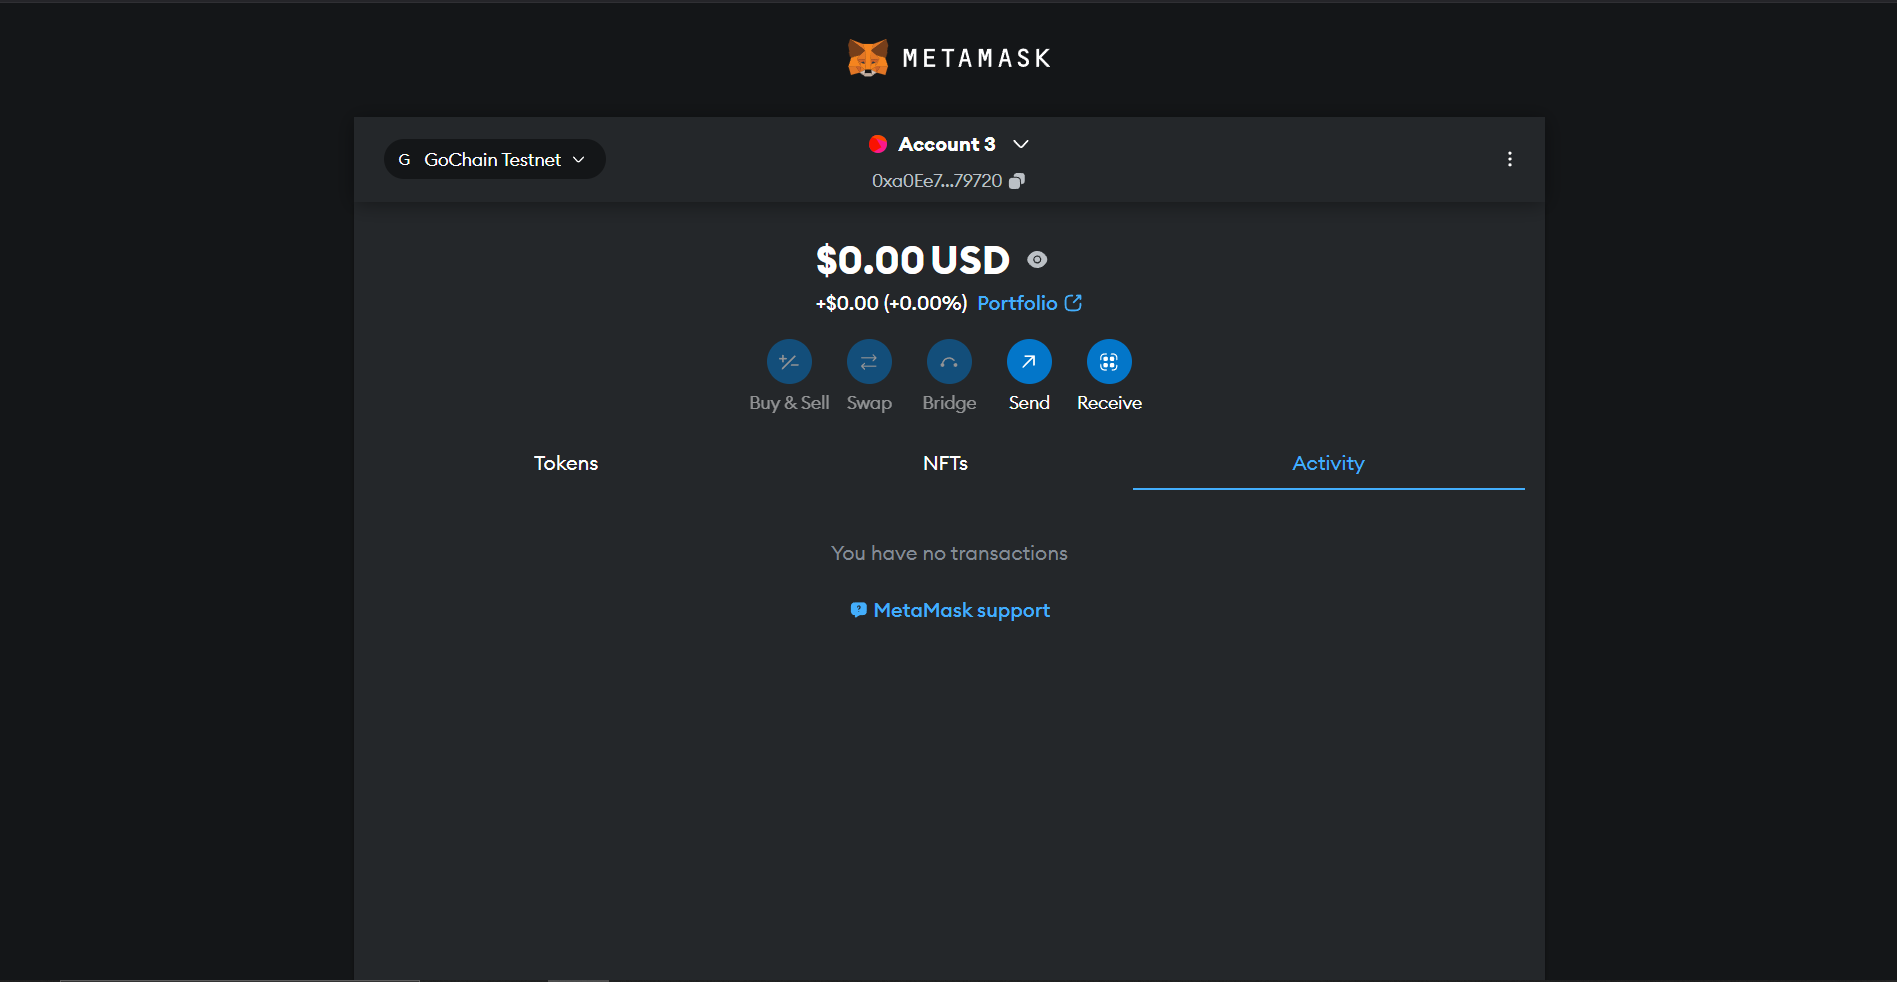 METAMASK
G GoChain Testnet
Account 3
0xa0Ee7...79720
$0.00 USD
+$0.00 (+0.00%) Portfolio
Buy & Sell Swap Bridge Send Receive
Tokens NFTs Activity
You have no transactions
MetaMask support